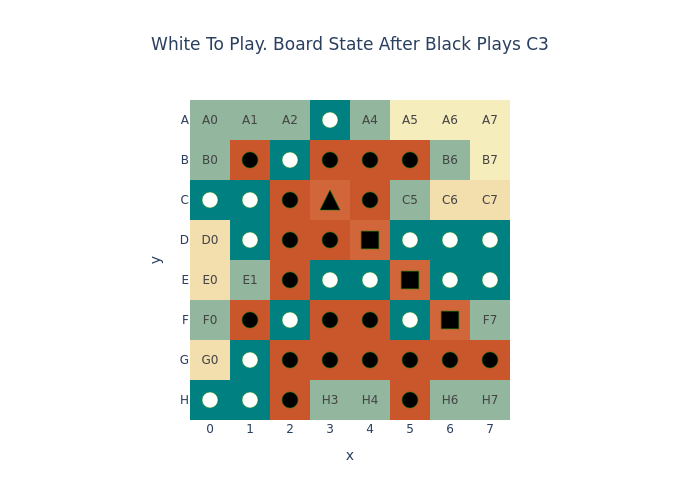 White To Play. Board State After Black Plays C3
A A0 A1 A2 A4 A5 A6 A7
B B0 B6 B7
C C5 C6 C7
D D0
E E0 E1
F F0 F7
G G0
H H3 H4 H6 H7
0 1 2 3 4 5 6 7
x
y